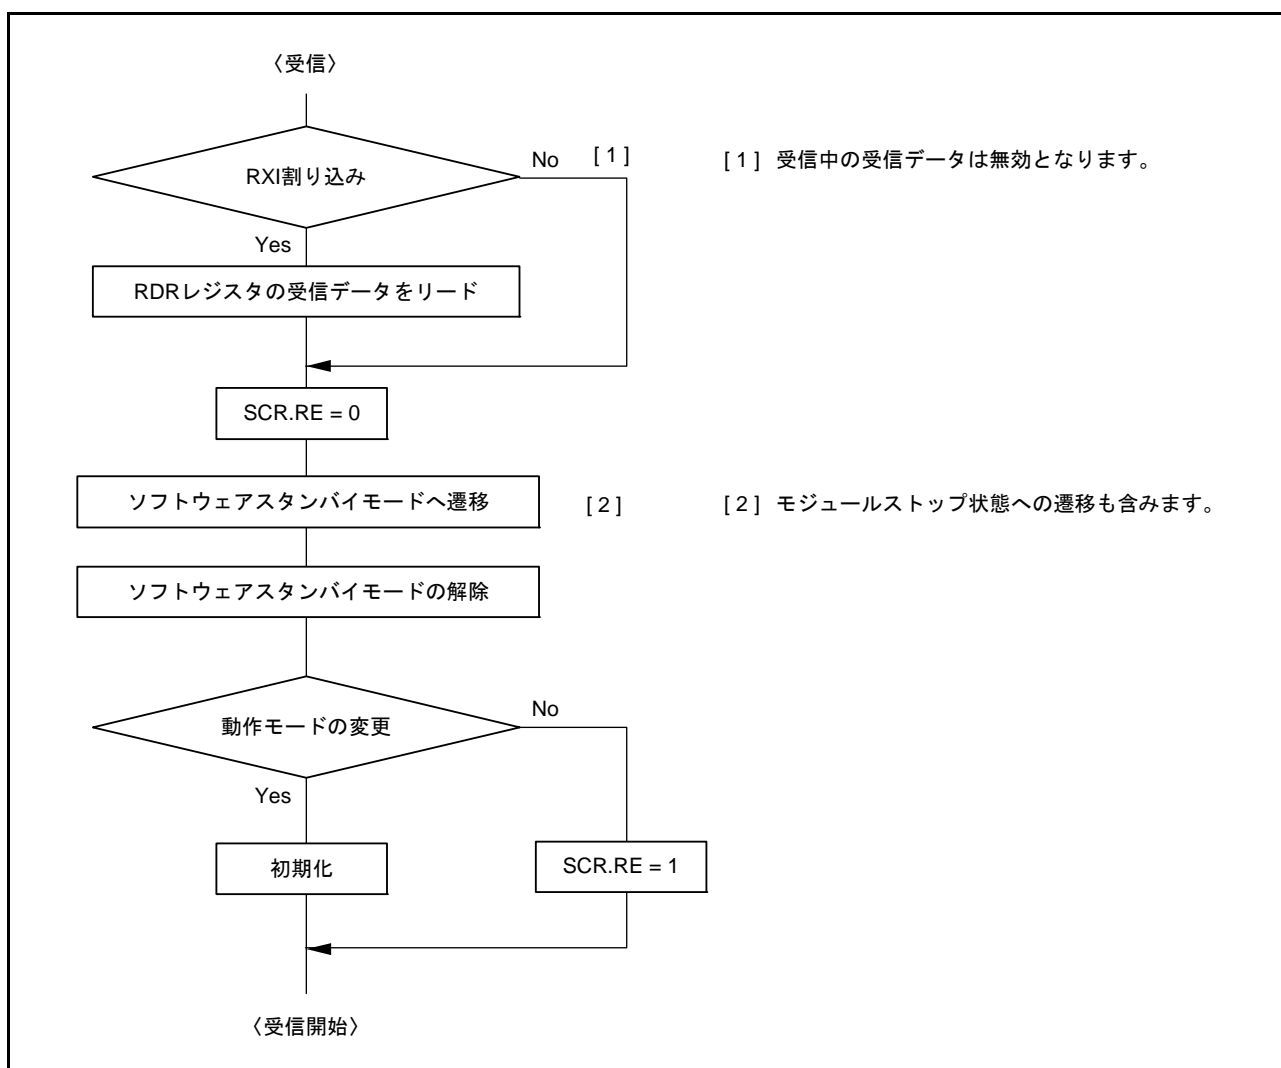 〈受信〉
RXI割り込み
No
[ 1 ]
[ 1 ] 受信中の受信データは無効となります。
Yes
RDRレジスタの受信データをリード
SCR.RE = 0
ソフトウェアスタンバイモードへ遷移
[ 2 ]
[ 2 ] モジュールストップ状態への遷移も含みます。
ソフトウェアスタンバイモードの解除
動作モードの変更
No
Yes
初期化
SCR.RE = 1
〈受信開始〉